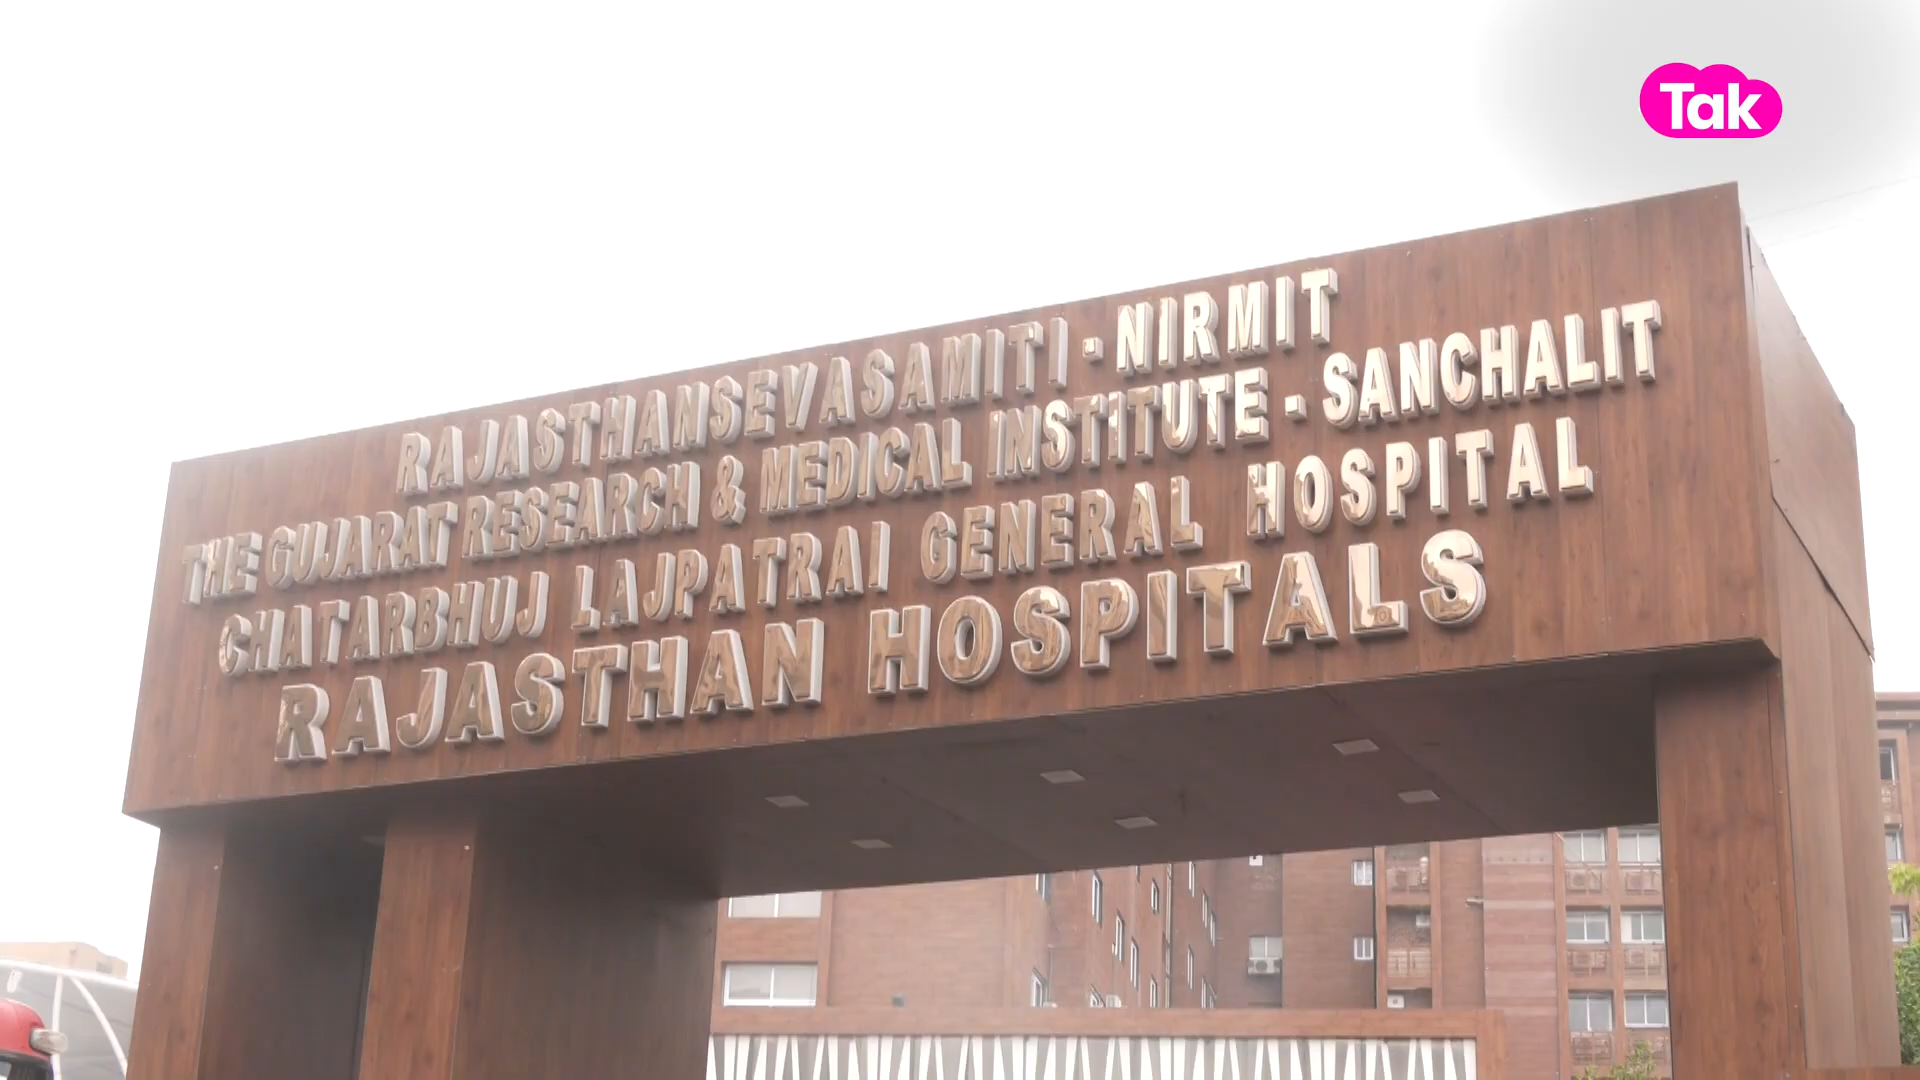 Tak
RAJASTHANSEVASAMITI - NIRMIT
THE GUJARAT RESEARCH & MEDICAL INSTITUTE - SANCHALIT
CHATARBHUJ LAJPATRAI GENERAL HOSPITAL
RAJASTHAN HOSPITALS